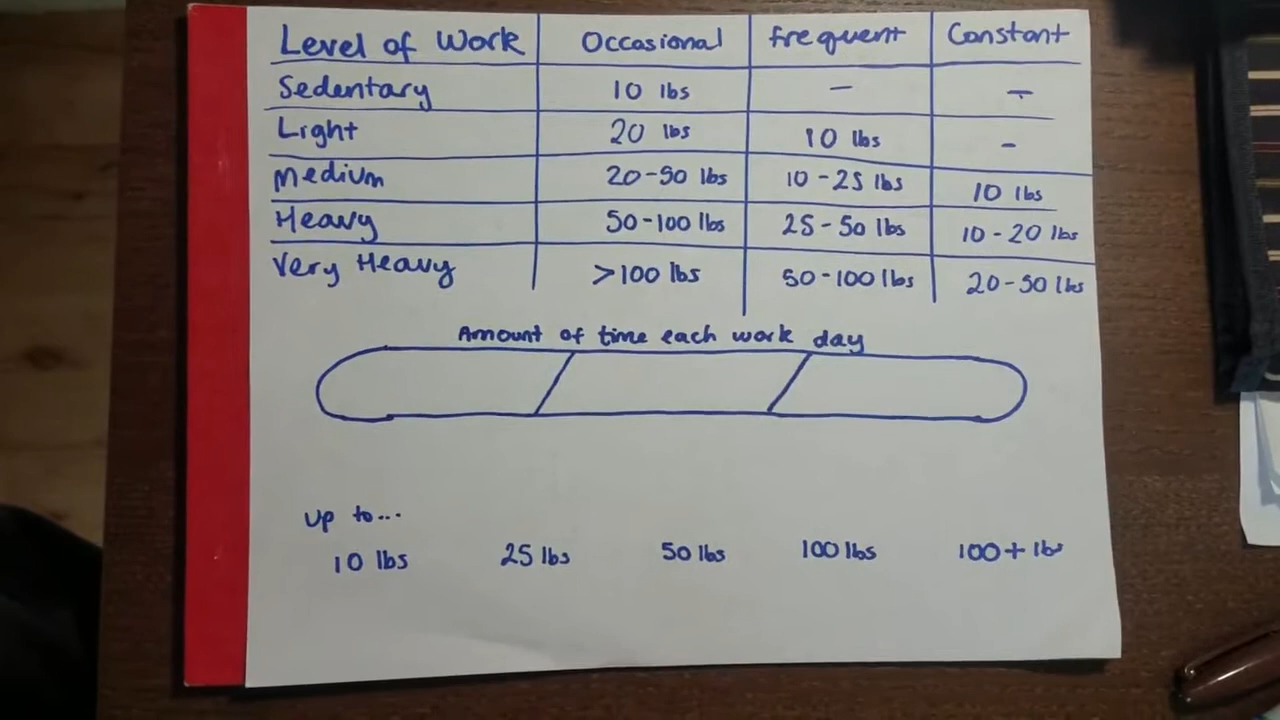 Level of Work Occasional frequent Constant
Sedentary 10 lbs — —
Light 20 lbs 10 lbs -
Medium 20-50 lbs 10-25 lbs 10 lbs
Heavy 50-100 lbs 25-50 lbs 10-20 lbs
Very Heavy >100 lbs 50-100 lbs 20-50 lbs
Amount of time each work day
up to...
10 lbs 25 lbs 50 lbs 100 lbs 100+ lbs